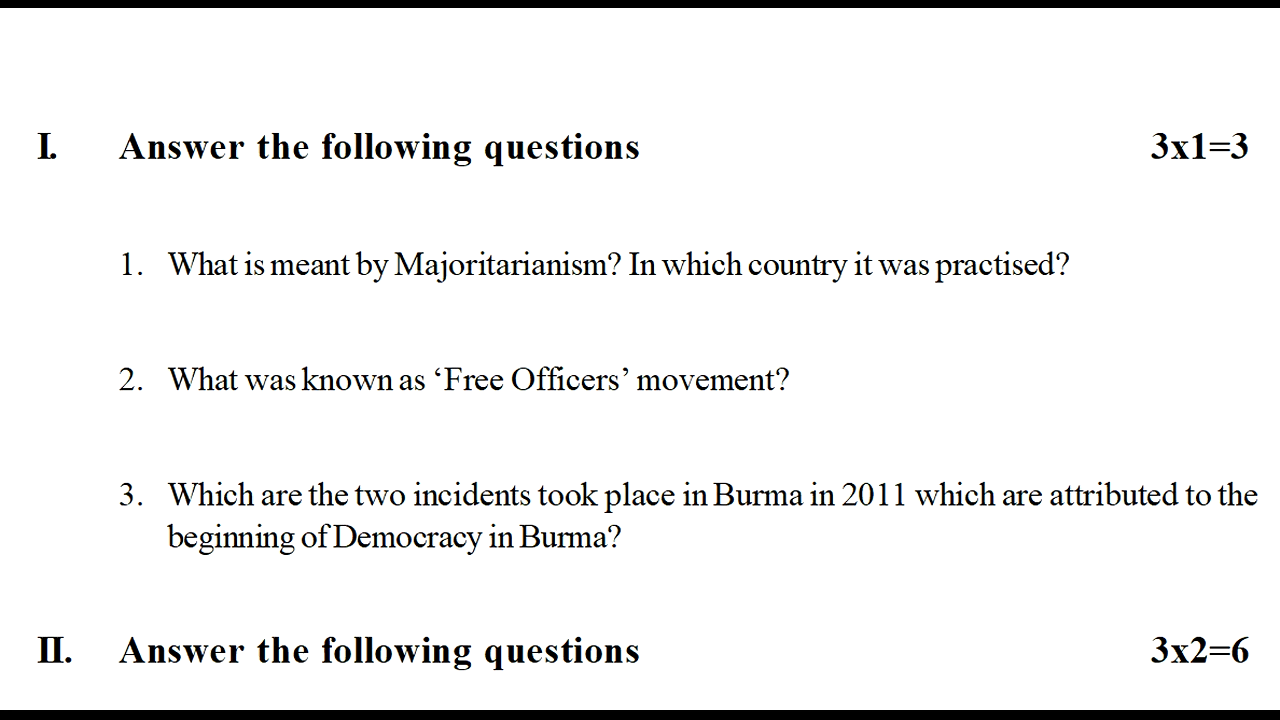 I. Answer the following questions 3x1=3
1. What is meant by Majoritarianism? In which country it was practised?
2. What was known as ‘Free Officers’ movement?
3. Which are the two incidents took place in Burma in 2011 which are attributed to the
beginning of Democracy in Burma?
II. Answer the following questions 3x2=6